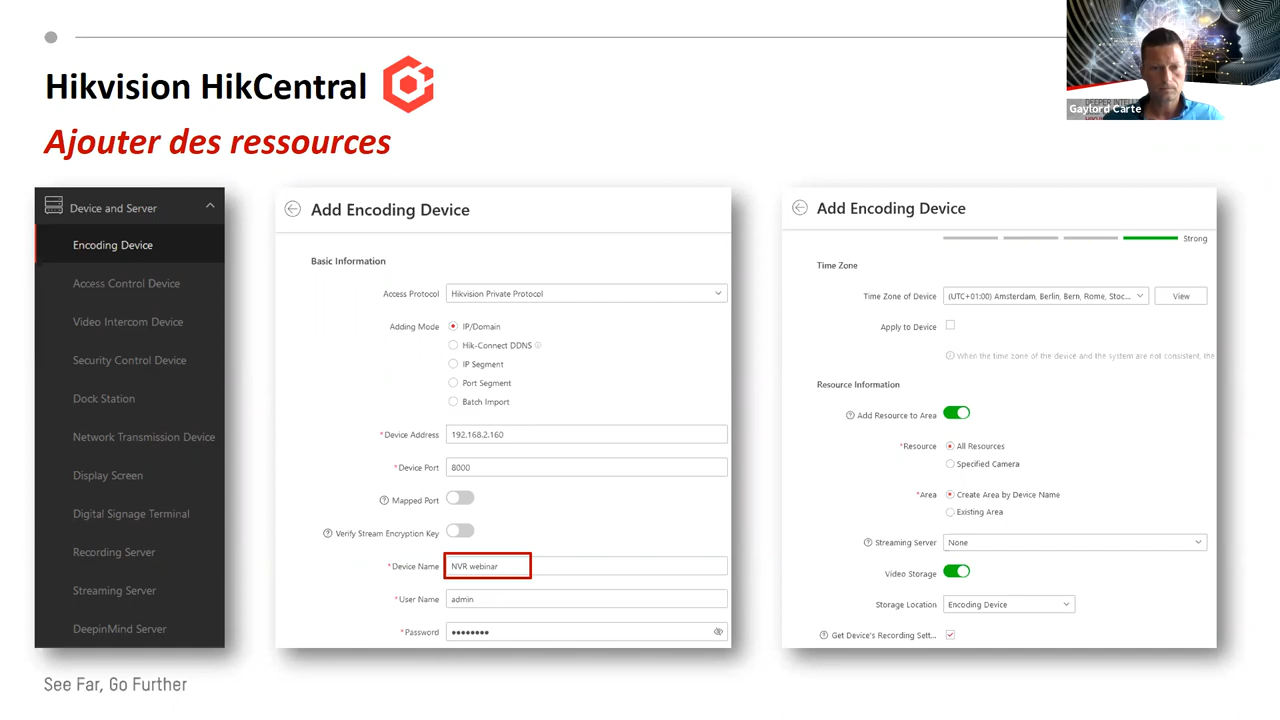 Hikvision HikCentral
Ajouter des ressources
Gaylord Carte
Device and Server
Encoding Device
Access Control Device
Video Intercom Device
Security Control Device
Dock Station
Network Transmission Device
Display Screen
Digital Signage Terminal
Recording Server
Streaming Server
DeepinMind Server
Add Encoding Device
Basic Information
Access Protocol Hikvision Private Protocol
Adding Mode IP/Domain
Hik-Connect DDNS
IP Segment
Port Segment
Batch Import
*Device Address 192.168.2.160
*Device Port 8000
Mapped Port
Verify Stream Encryption Key
*Device Name NVR webinar
*User Name admin
*Password ••••••••
Add Encoding Device
Strong
Time Zone
Time Zone of Device (UTC+01:00) Amsterdam, Berlin, Bern, Rome, Stoc... View
Apply to Device
When the time zone of the device and the system are not consistent, the
Resource Information
Add Resource to Area
*Resource All Resources
Specified Camera
*Area Create Area by Device Name
Existing Area
Streaming Server None
Video Storage
Storage Location Encoding Device
Get Device's Recording Sett...
See Far, Go Further